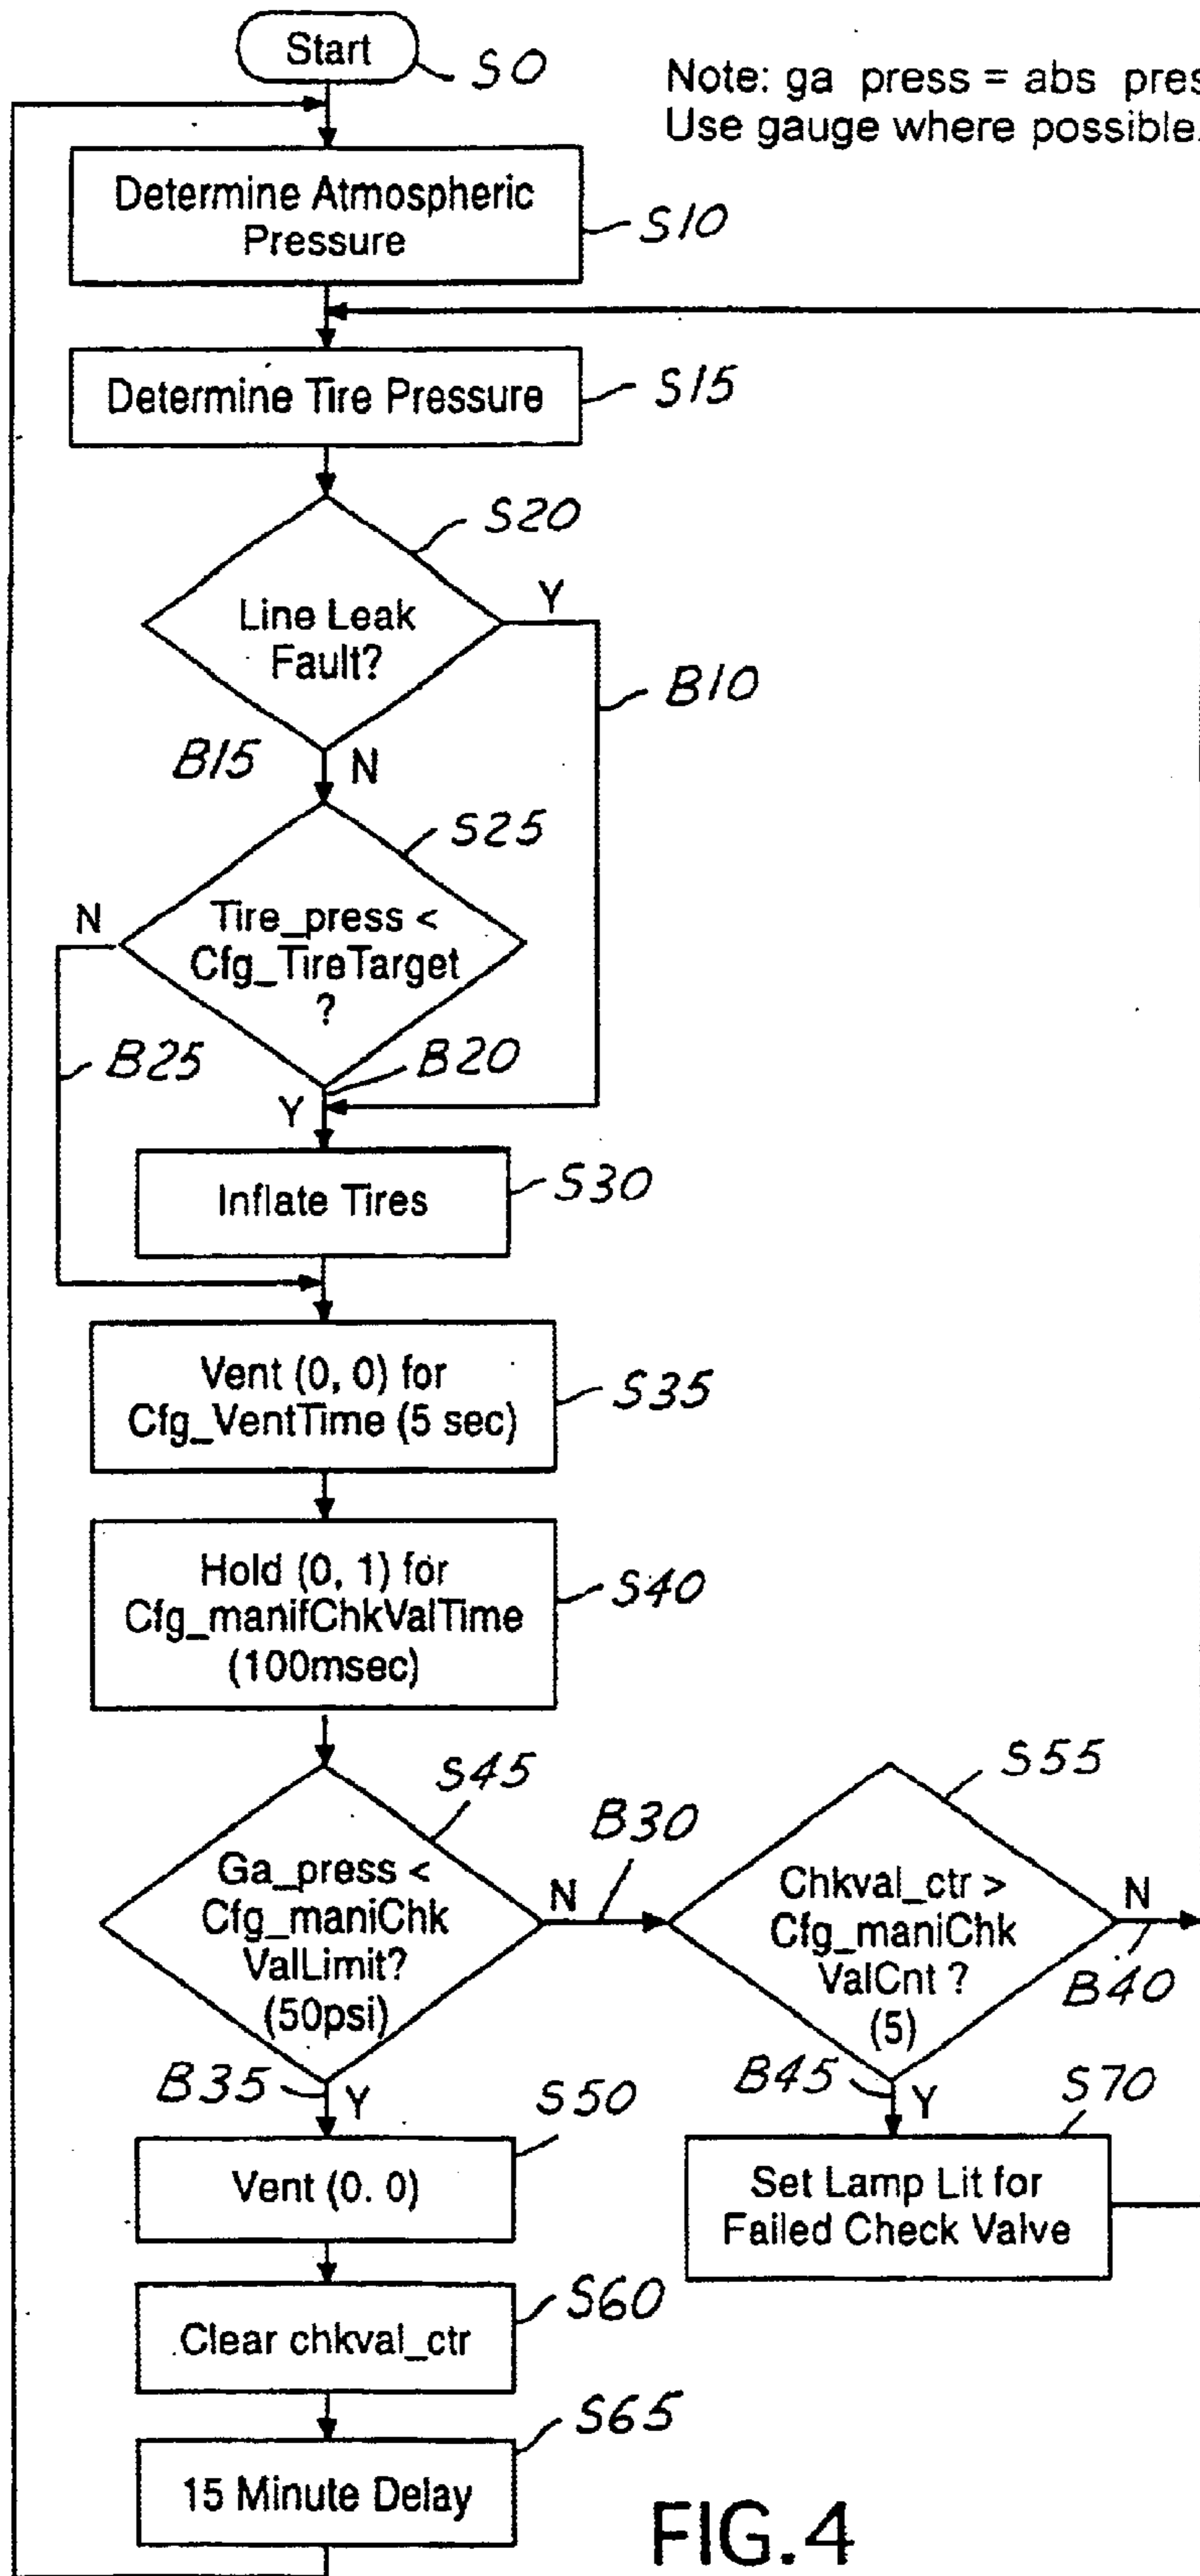 Start
S0
Note: ga press = abs pres
Use gauge where possible.
Determine Atmospheric
Pressure
S10
Determine Tire Pressure
S15
S20
Line Leak
Fault?
Y
B10
B15
N
S25
Tire_press <
Cfg_TireTarget
?
N
B25
B20
Y
Inflate Tires
S30
Vent (0, 0) for
Cfg_VentTime (5 sec)
S35
Hold (0, 1) for
Cfg_manifChkValTime
(100msec)
S40
S45
Ga_press <
Cfg_maniChk
ValLimit?
(50psi)
N
B30
S55
Chkval_ctr >
Cfg_maniChk
ValCnt ?
(5)
N
B40
B35
Y
B45
Y
S50
Vent (0. 0)
S70
Set Lamp Lit for
Failed Check Valve
S60
Clear chkval_ctr
S65
15 Minute Delay
FIG. 4